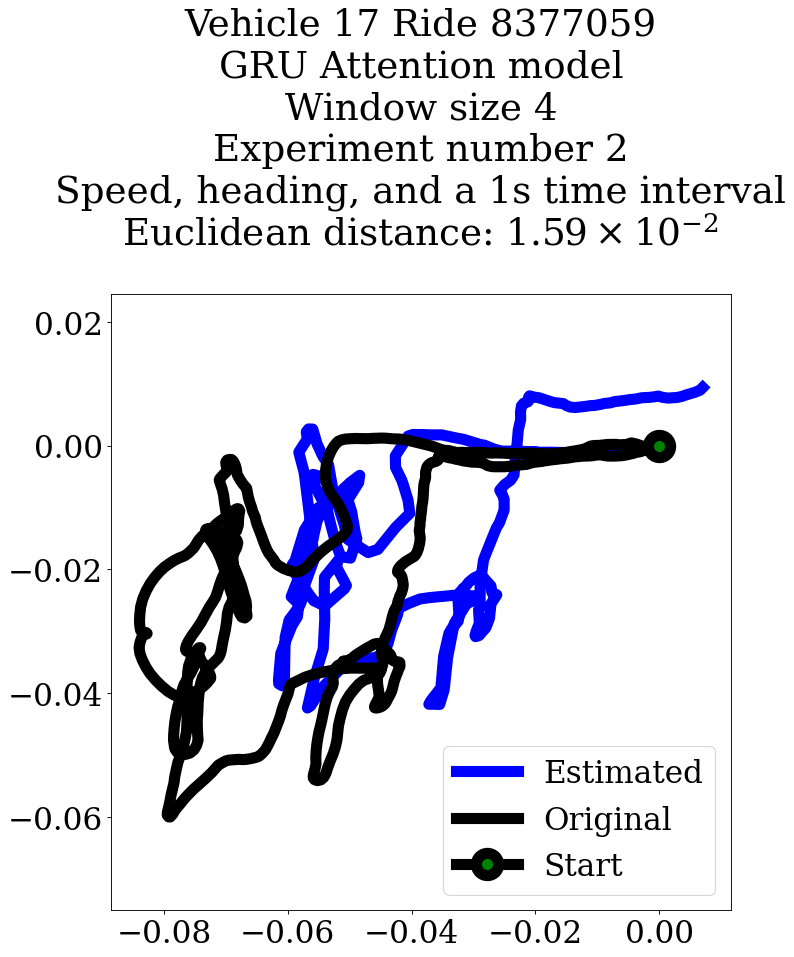 Vehicle 17 Ride 8377059
GRU Attention model
Window size 4
Experiment number 2
Speed, heading, and a 1s time interval
Euclidean distance: 1.59 × 10⁻²
0.02
0.00
−0.02
−0.04
−0.06
Estimated
Original
Start
−0.08 −0.06 −0.04 −0.02 0.00